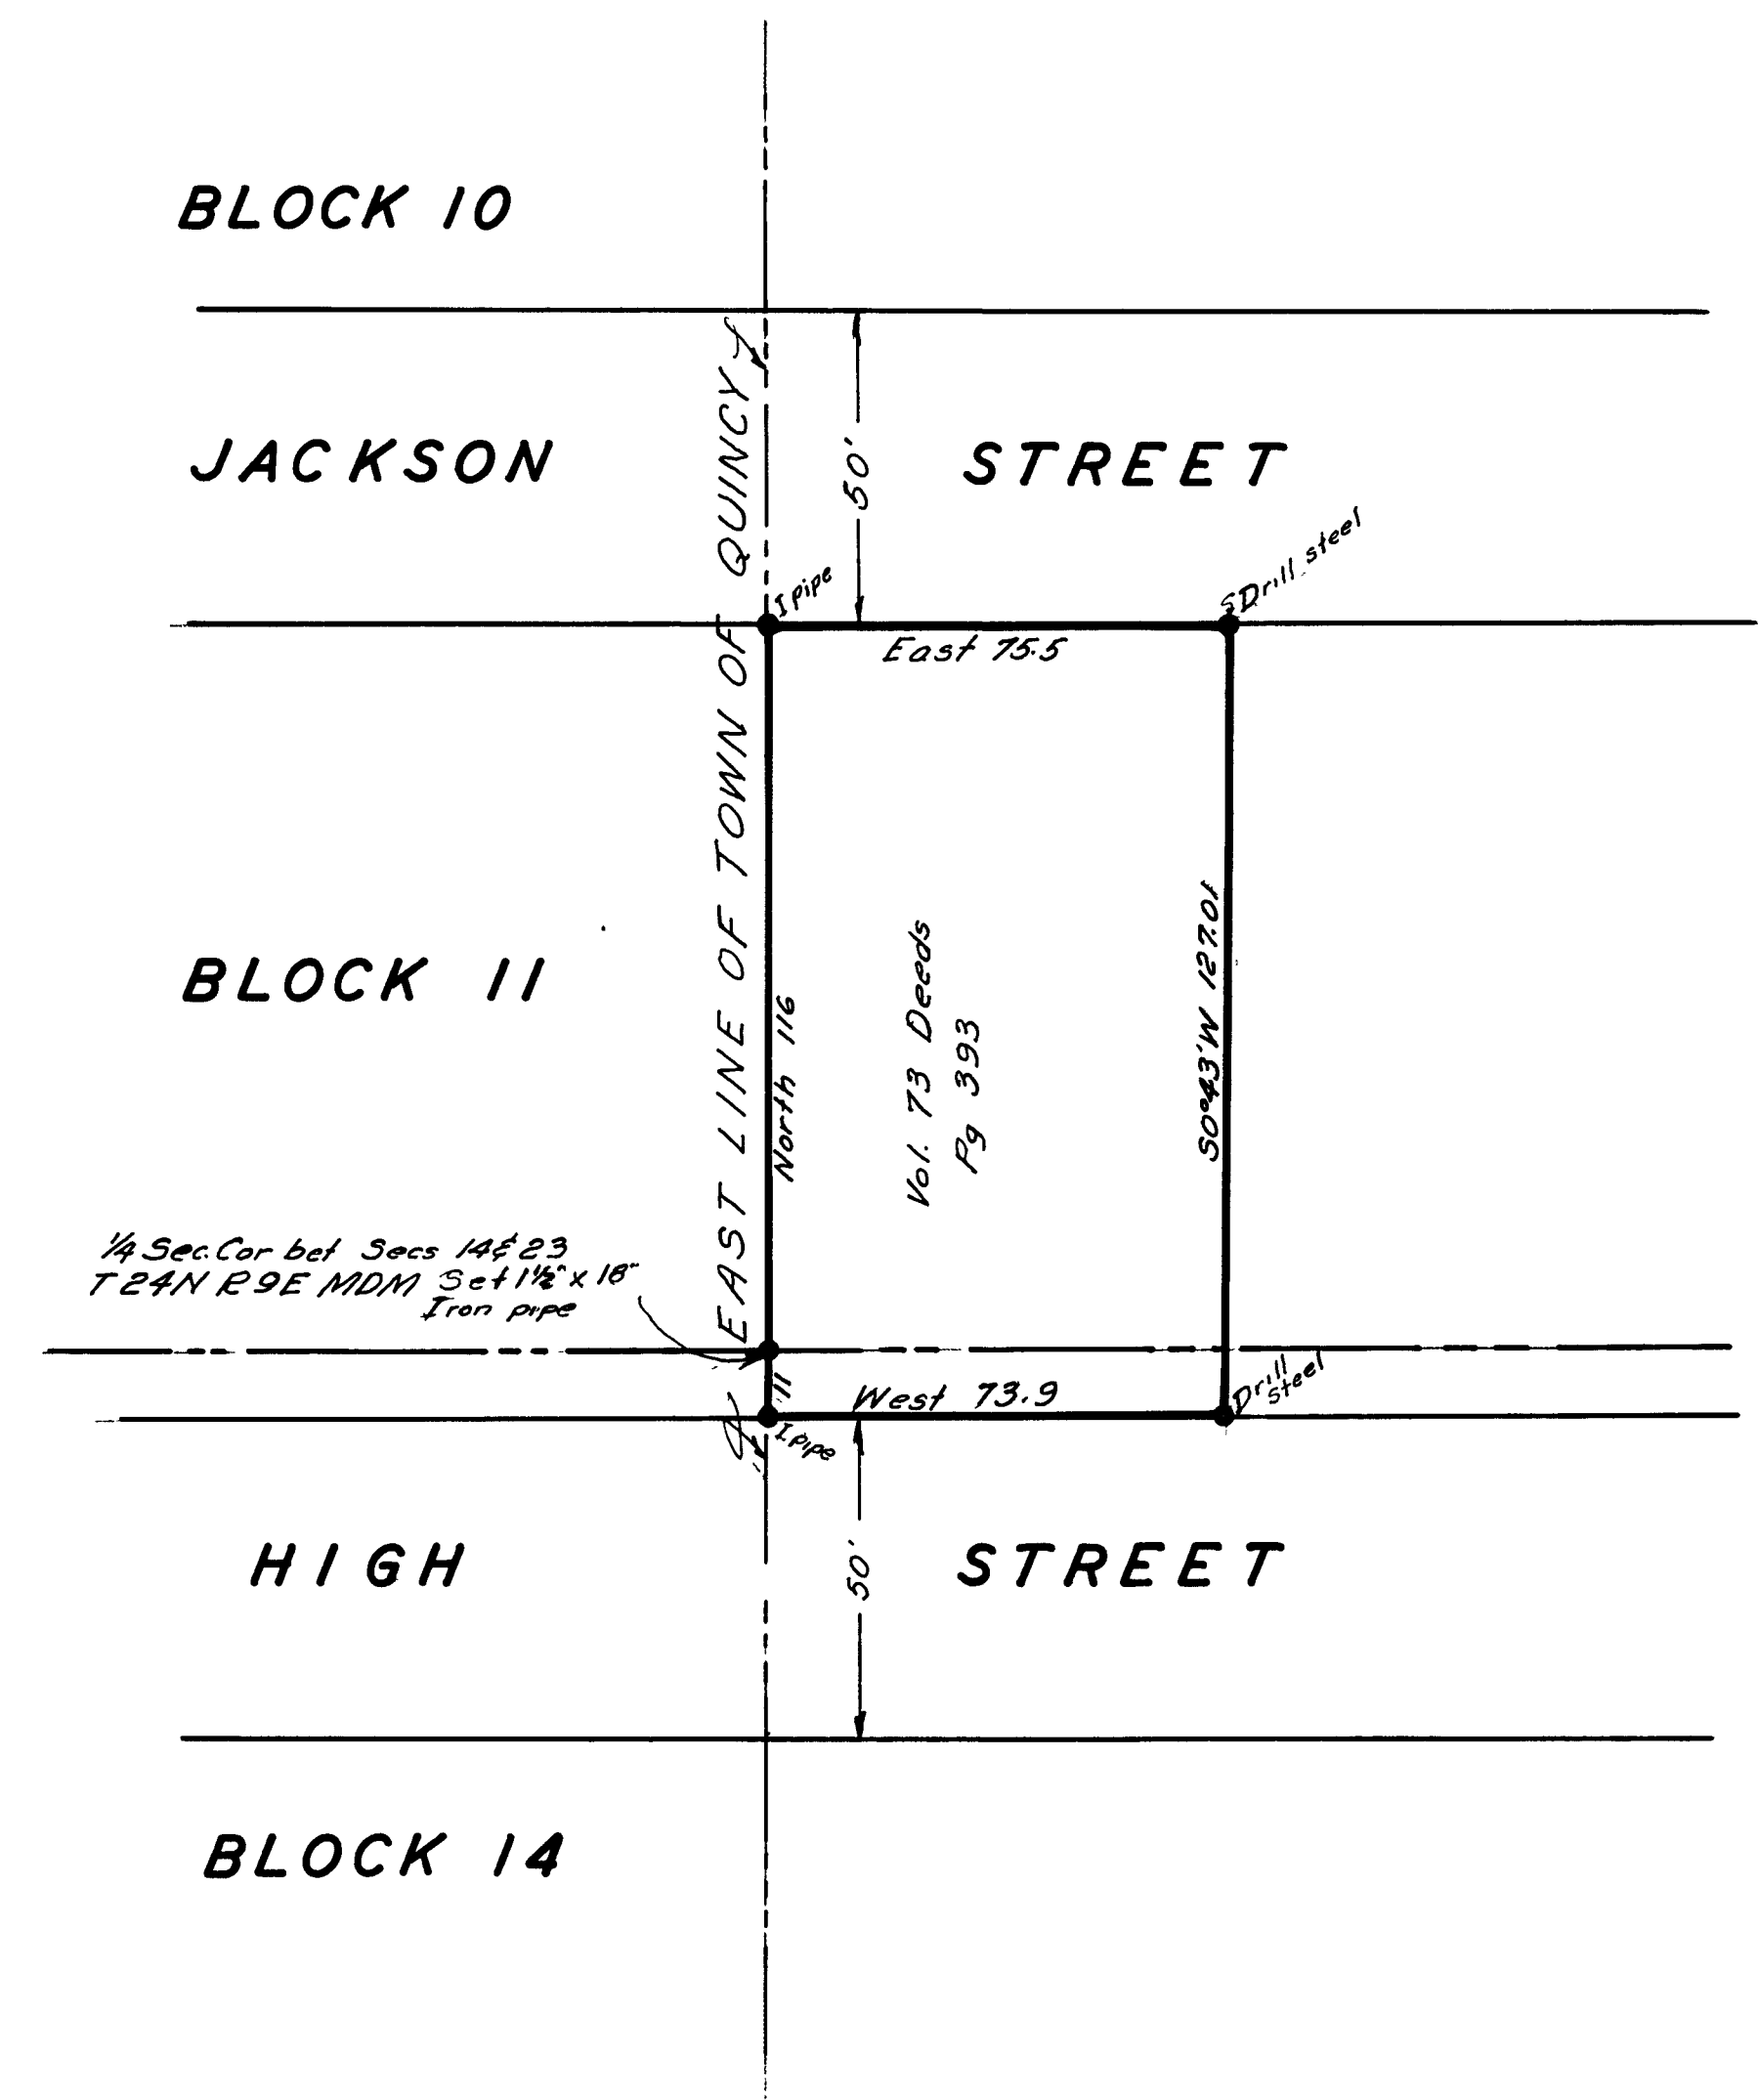 BLOCK 10
JACKSON STREET
50'
I pipe
Drill steel
East 75.5
EAST LINE OF TOWN OF QUINCY
BLOCK 11
North 116
Vol. 73 Deeds
Pg 393
S0°43'W 127.01
1/4 Sec. Cor bet Secs 14 & 23
T24N R9E MDM Set 1½" x 18"
Iron pipe
11
West 73.9
Drill
steel
I pipe
HIGH STREET
50'
BLOCK 14